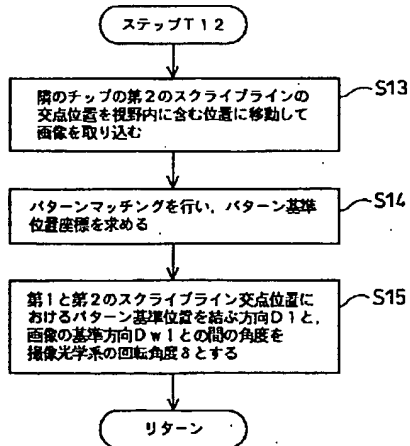 ステップT12
隣のチップの第2のスクライブラインの
交点位置を視野内に含む位置に移動して
画像を取り込む
S13
パターンマッチングを行い，パターン基準
位置座標を求める
S14
第1と第2のスクライブライン交点位置に
おけるパターン基準位置を結ぶ方向D1と，
画像の基準方向Dw1との間の角度を
撮像光学系の回転角度δとする
S15
リターン